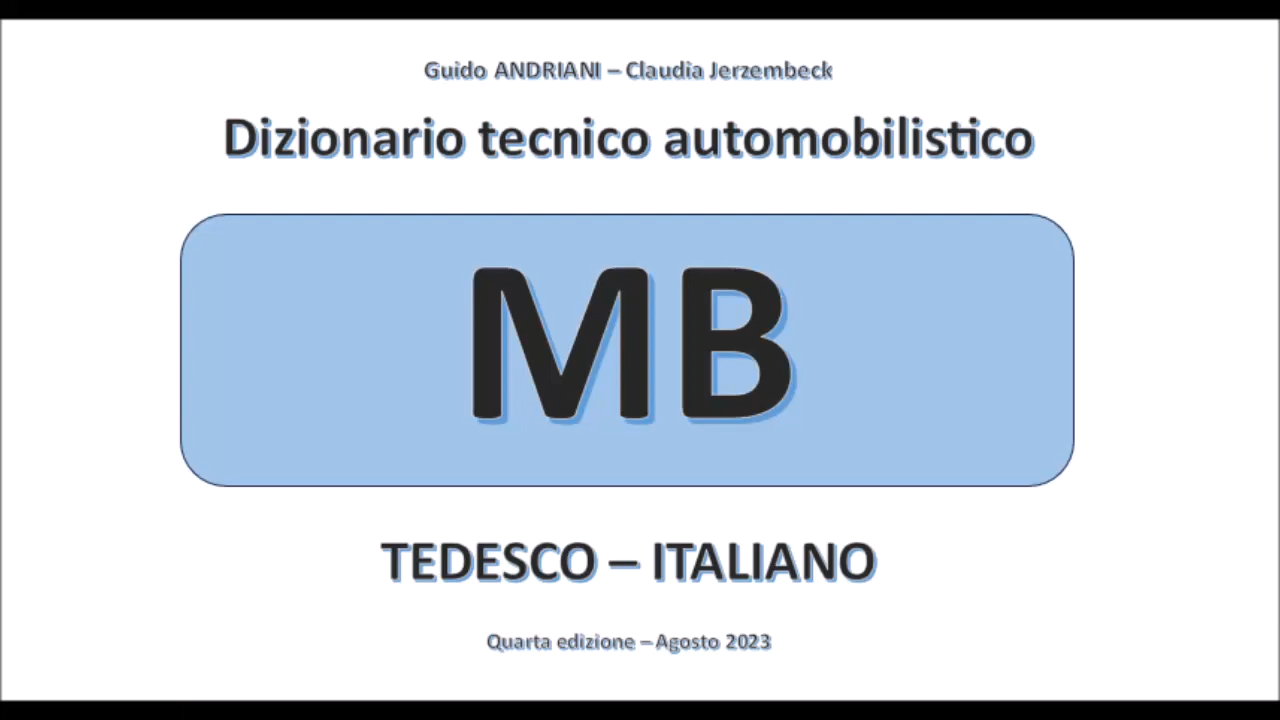 Guido ANDRIANI – Claudia Jerzembeck
Dizionario tecnico automobilistico
MB
TEDESCO – ITALIANO
Quarta edizione – Agosto 2023